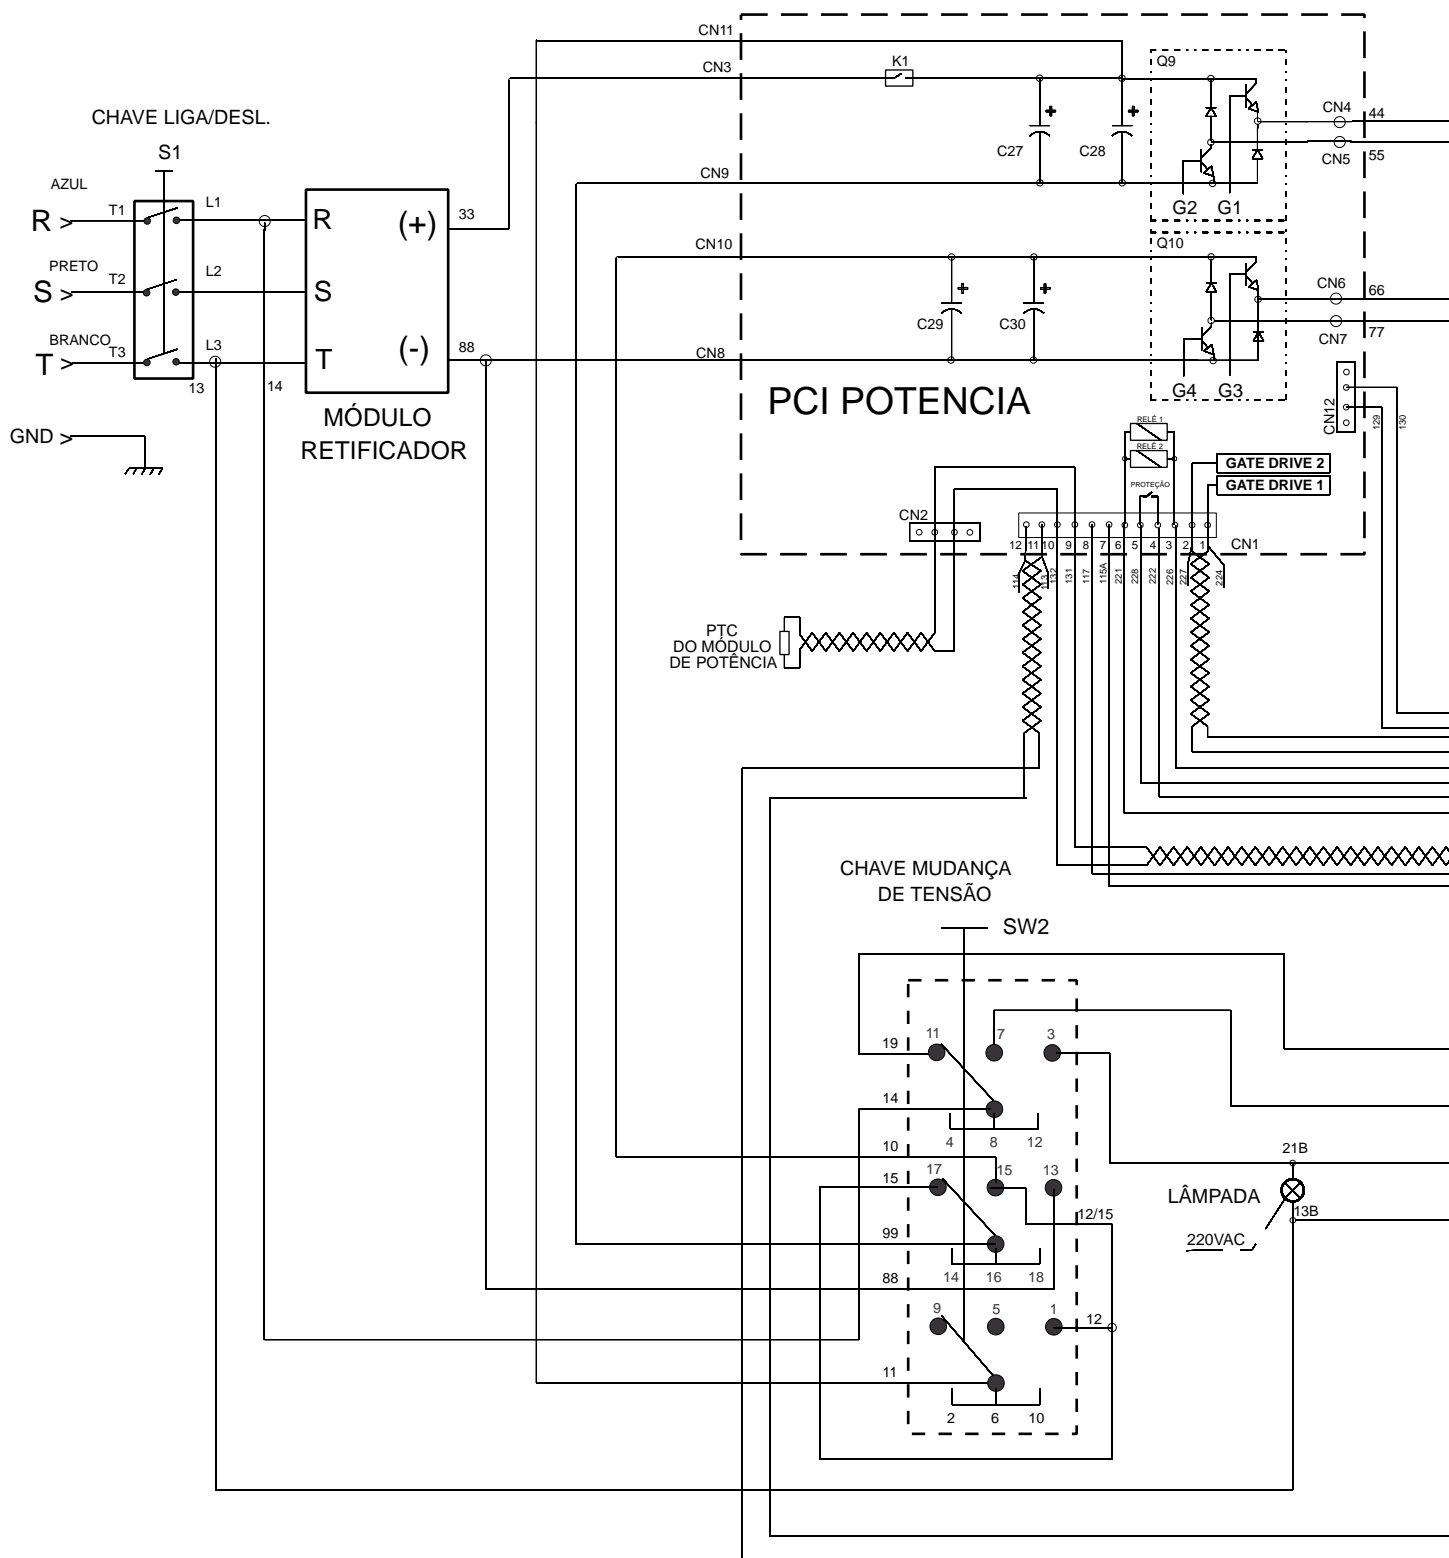 CN11
CN3
K1
Q9
CHAVE LIGA/DESL.
S1
C27
C28
CN4
44
CN5
55
CN9
G2
G1
AZUL
R >
T1
L1
R
(+)
33
PRETO
S >
T2
L2
S
BRANCO
T >
T3
L3
T
(-)
88
13
14
MÓDULO
RETIFICADOR
GND >
CN10
Q10
C29
C30
CN6
66
CN7
77
CN8
G4
G3
PCI POTENCIA
CN12
129
130
RELÉ 1
RELÉ 2
PROTEÇÃO
GATE DRIVE 2
GATE DRIVE 1
CN2
12 11 10 9 8 7 6 5 4 3 2 1
CN1
114 113 132 131 117 115A 221 228 222 226 227 224
PTC
DO MÓDULO
DE POTÊNCIA
CHAVE MUDANÇA
DE TENSÃO
SW2
19
11
7
3
14
4
8
12
10
15
17
15
13
12/15
99
14
16
18
88
9
5
1
12
11
2
6
10
21B
LÂMPADA
13B
220VAC